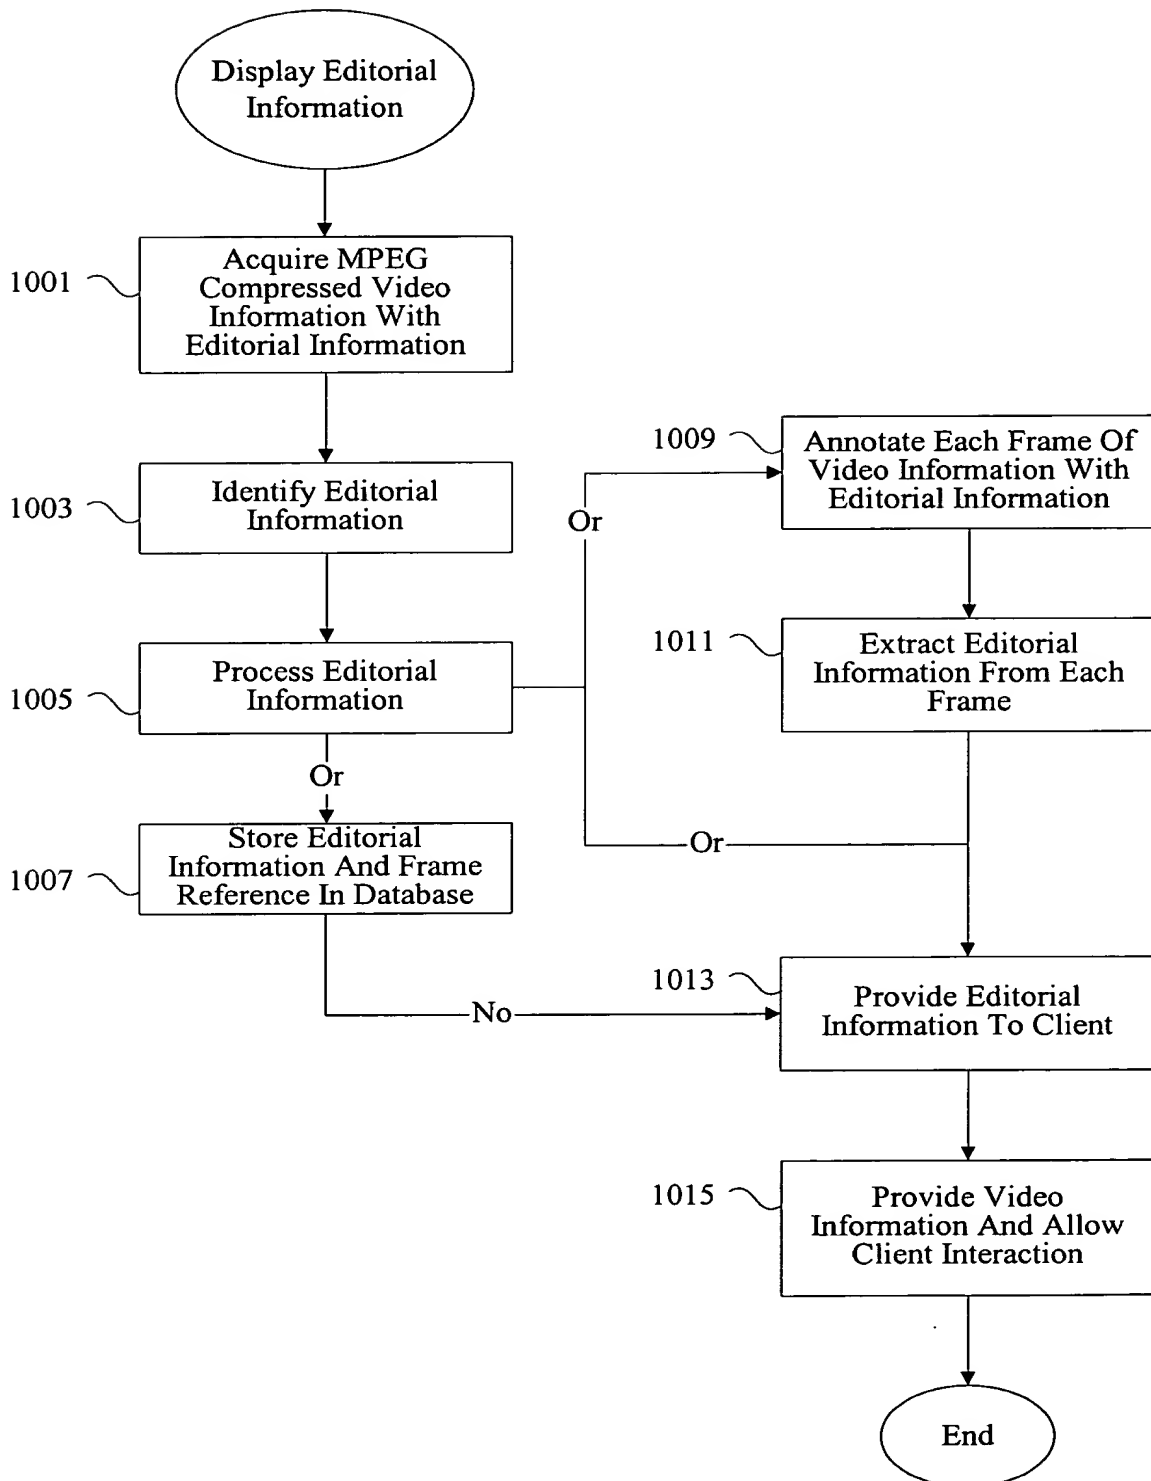 Display Editorial
Information
1001
Acquire MPEG
Compressed Video
Information With
Editorial Information
1003
Identify Editorial
Information
1005
Process Editorial
Information
Or
1007
Store Editorial
Information And Frame
Reference In Database
No
Or
Or
1009
Annotate Each Frame Of
Video Information With
Editorial Information
1011
Extract Editorial
Information From Each
Frame
1013
Provide Editorial
Information To Client
1015
Provide Video
Information And Allow
Client Interaction
End